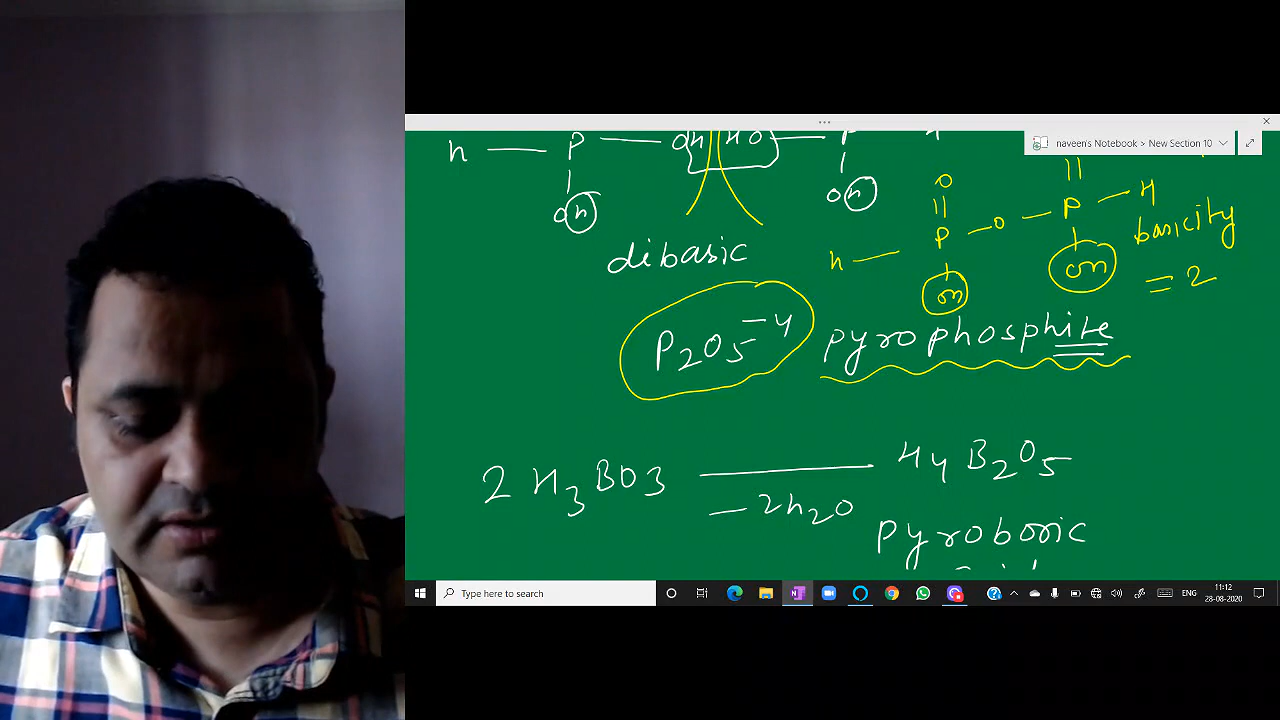 naveen's Notebook > New Section 10
h — P — Oh HO — P
Oh
Oh
O
h — P — O — P — H
Oh
Oh
basicity
= 2
dibasic
P2O5-4 pyrophosphite
2 H3BO3 — H4B2O5
-2h2O
pyroboric
Type here to search
ENG
11:12
28-08-2020